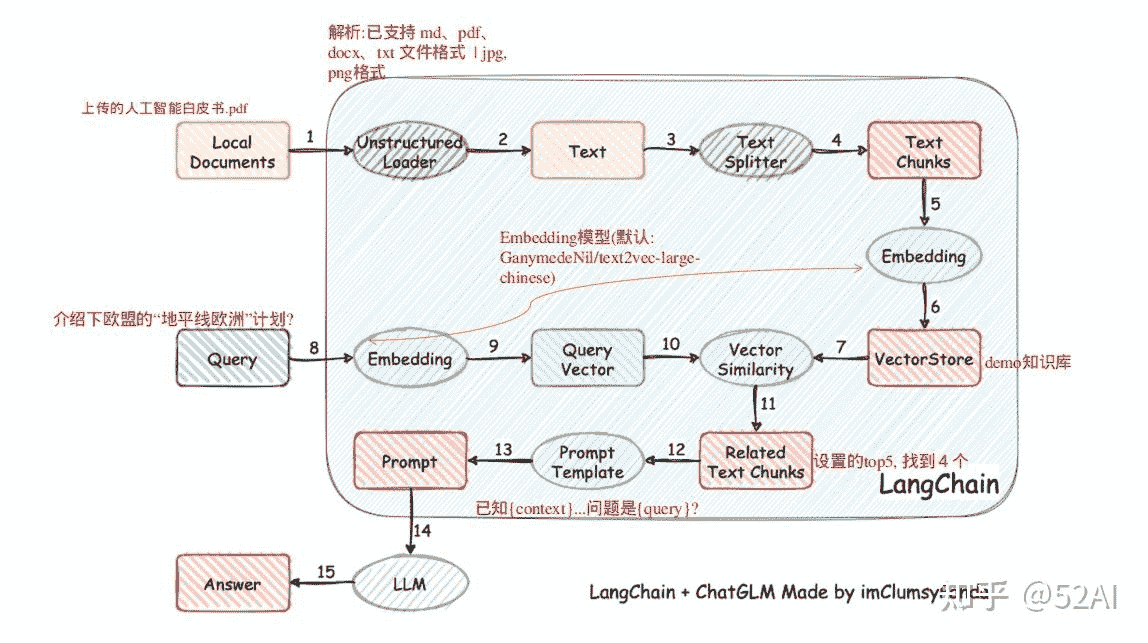 解析:已支持 md、pdf、
docx、txt 文件格式 | jpg,
png格式
上传的人工智能白皮书.pdf
Local
Documents
1
Unstructured
Loader
2
Text
3
Text
Splitter
4
Text
Chunks
5
Embedding模型(默认:
GanymedeNil/text2vec-large-
chinese)
Embedding
6
介绍下欧盟的“地平线欧洲”计划?
Query
8
Embedding
9
Query
Vector
10
Vector
Similarity
7
VectorStore
demo知识库
11
Prompt
13
Prompt
Template
12
Related
Text Chunks
设置的top5, 找到 4 个
LangChain
已知{context}...问题是{query}?
14
Answer
15
LLM
LangChain + ChatGLM Made by
知乎 @52AI